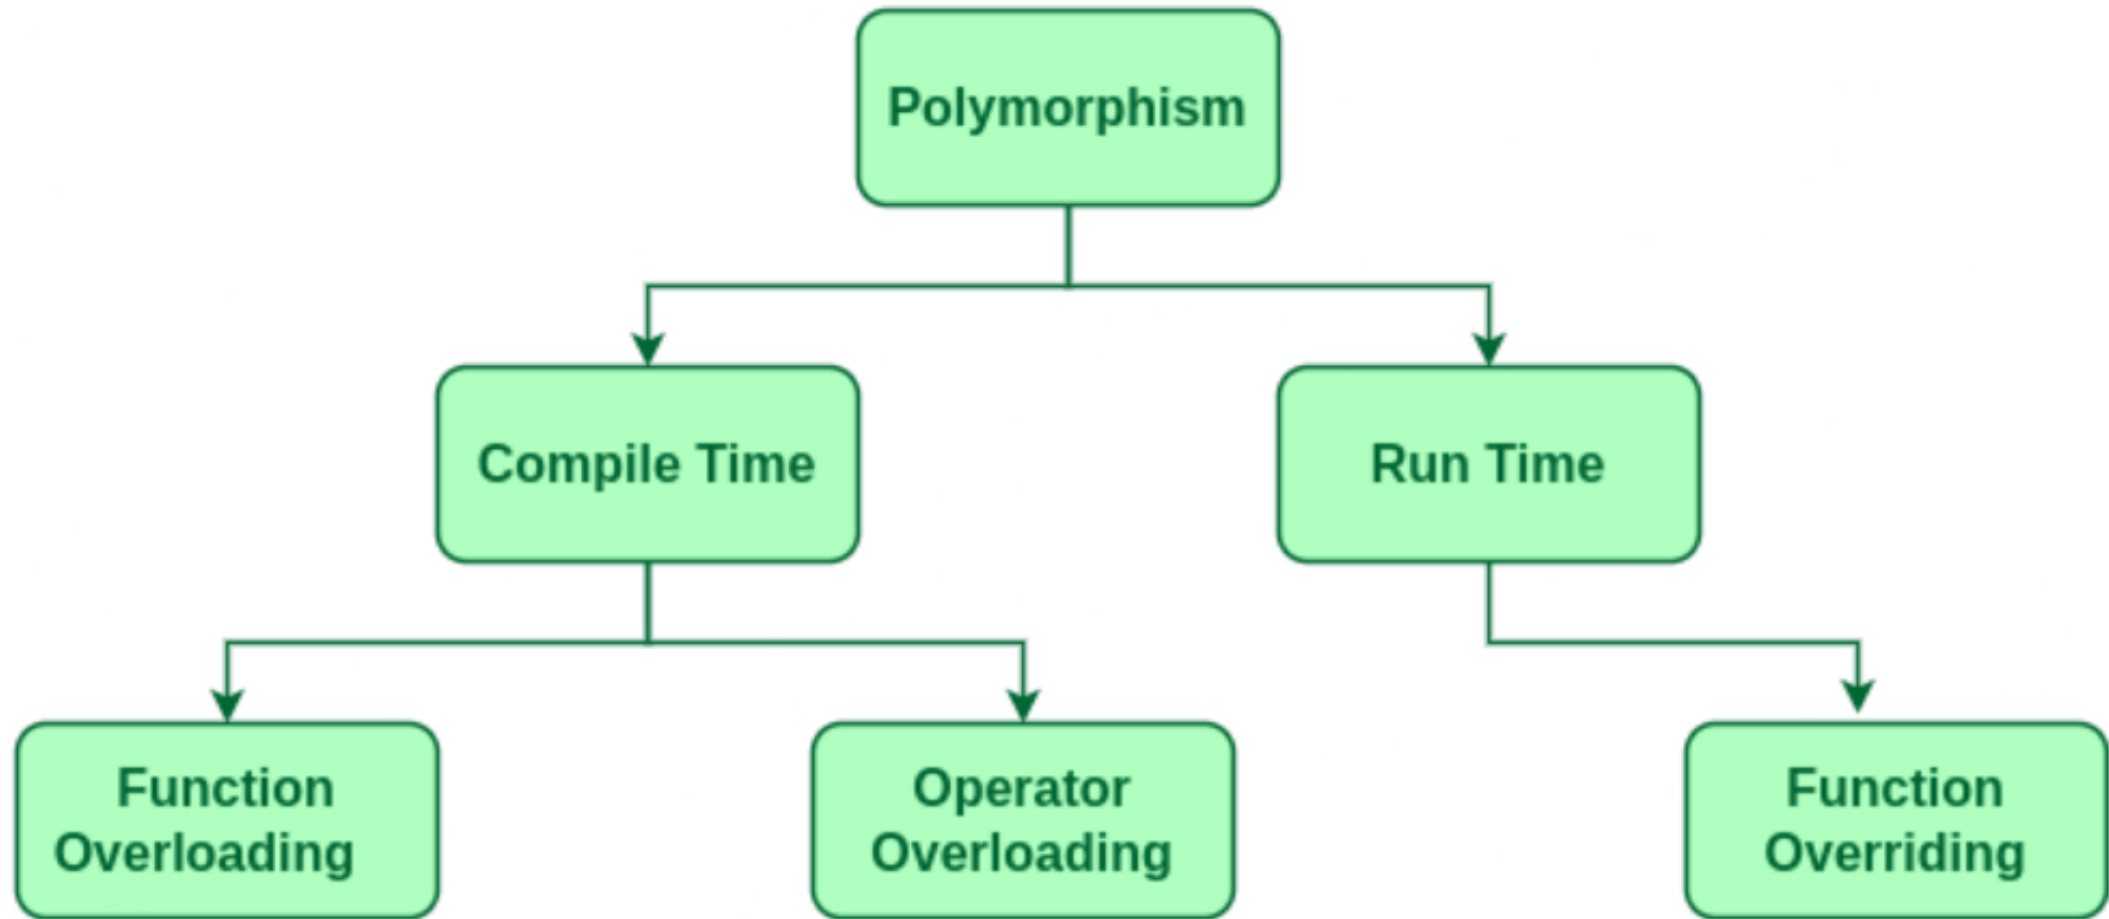 Polymorphism
Compile Time
Run Time
Function
Overloading
Operator
Overloading
Function
Overriding